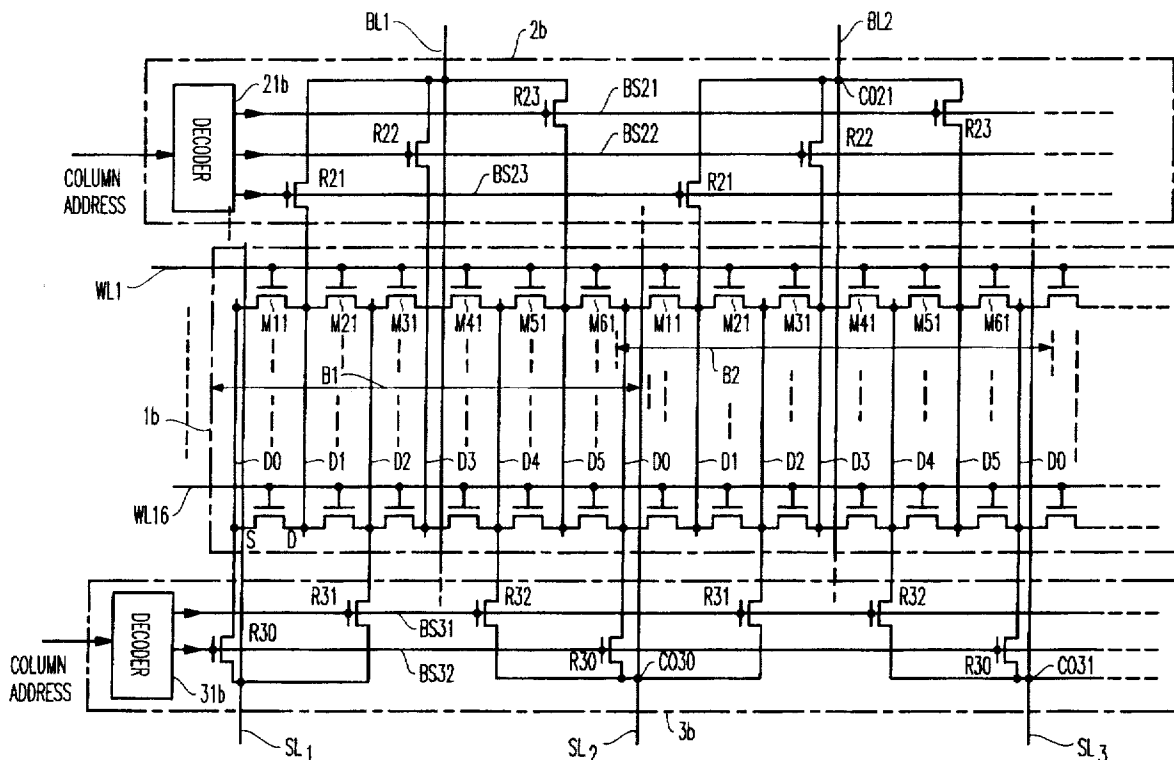 BL1 2b BL2
21b
DECODER
COLUMN
ADDRESS
R23 BS21 CO21 R23
R22 BS22 R22
R21 BS23 R21
WL1
M11 M21 M31 M41 M51 M61 M11 M21 M31 M41 M51 M61
B1 B2
1b
D0 D1 D2 D3 D4 D5 D0 D1 D2 D3 D4 D5 D0
WL16
S D
DECODER
COLUMN
ADDRESS
31b
R31 BS31 R32 R31 R32
R30 BS32 R30 CO30 R30 CO31
3b
SL1 SL2 SL3